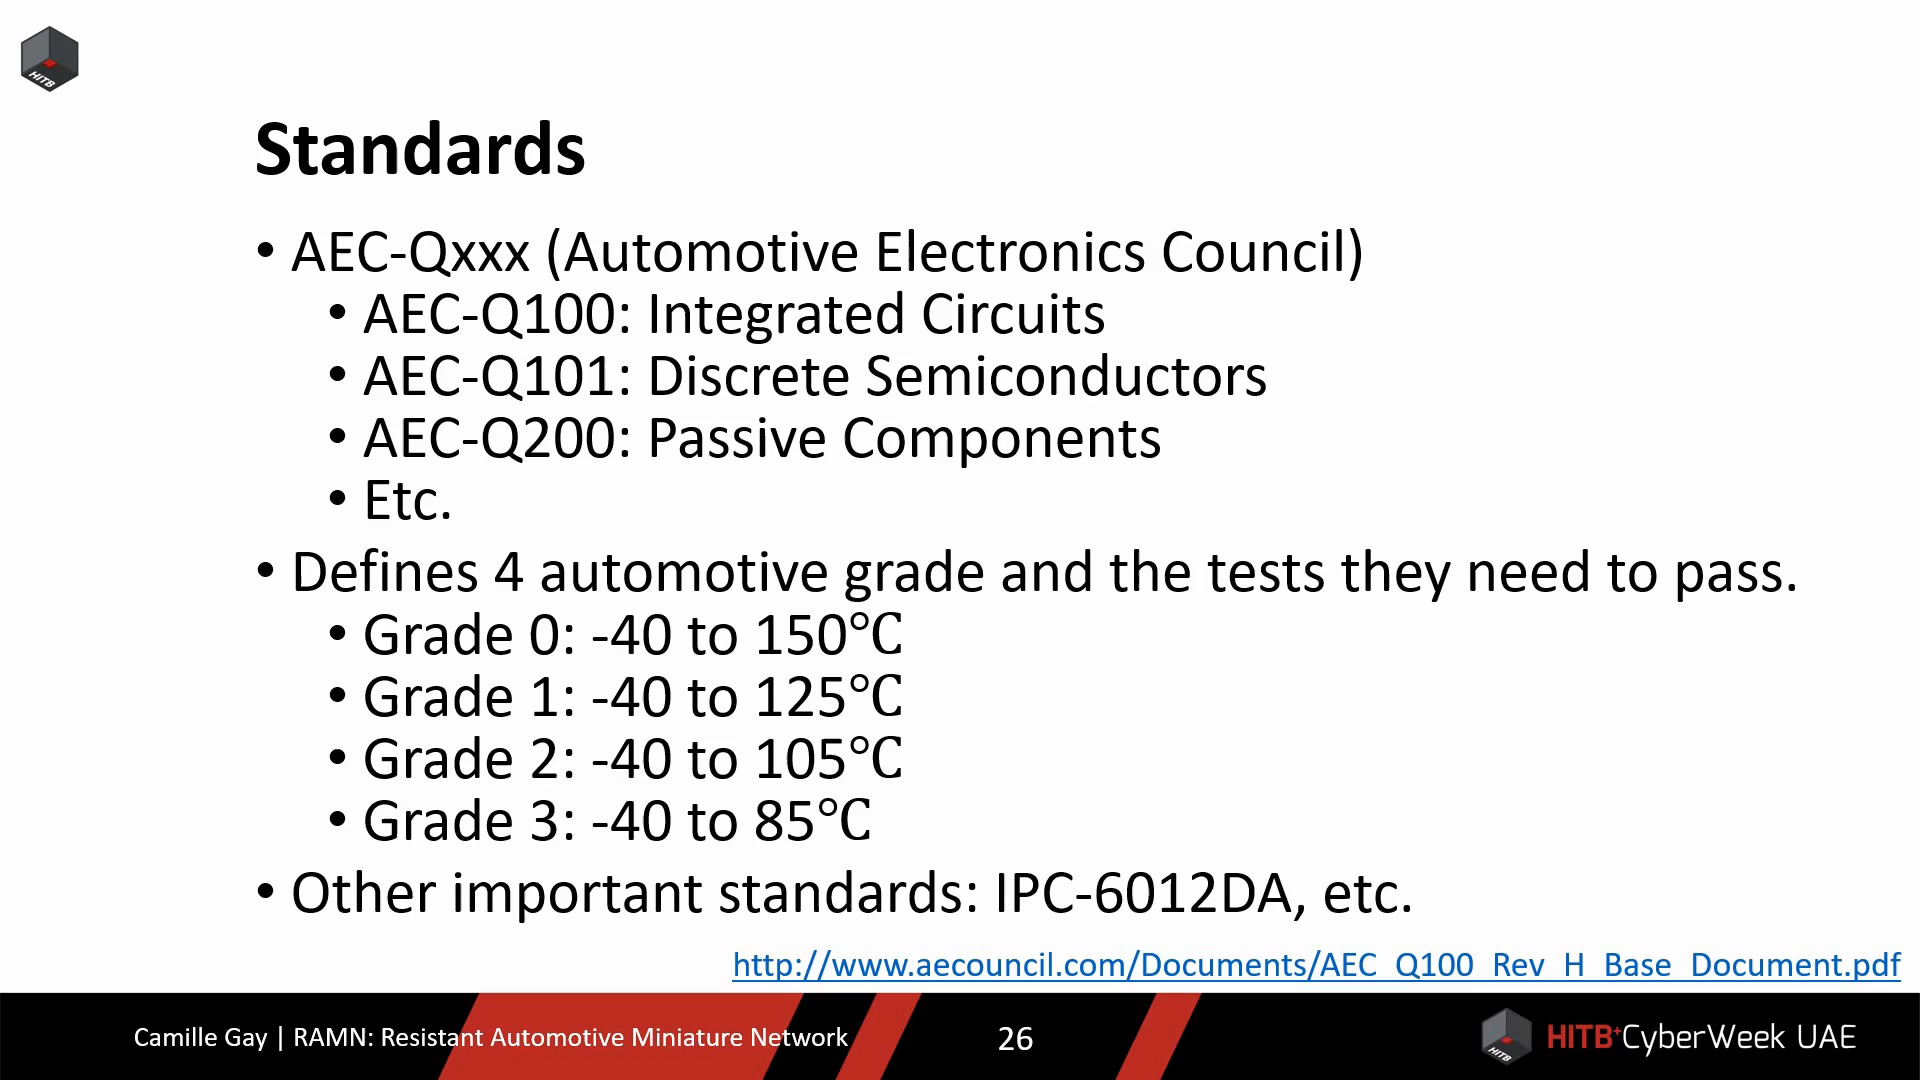 HITB
Standards
• AEC-Qxxx (Automotive Electronics Council)
• AEC-Q100: Integrated Circuits
• AEC-Q101: Discrete Semiconductors
• AEC-Q200: Passive Components
• Etc.
• Defines 4 automotive grade and the tests they need to pass.
• Grade 0: -40 to 150℃
• Grade 1: -40 to 125℃
• Grade 2: -40 to 105℃
• Grade 3: -40 to 85℃
• Other important standards: IPC-6012DA, etc.
http://www.aecouncil.com/Documents/AEC_Q100_Rev_H_Base_Document.pdf
Camille Gay | RAMN: Resistant Automotive Miniature Network
26
HITB
HITB+CyberWeek UAE